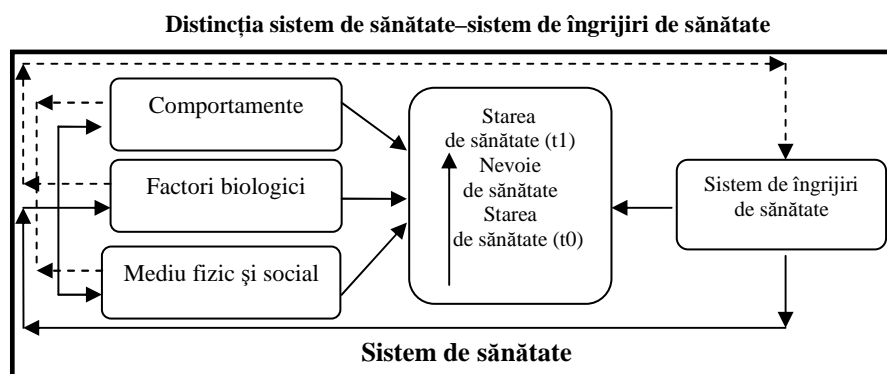 Distincția sistem de sănătate–sistem de îngrijiri de sănătate
Comportamente
Factori biologici
Mediu fizic şi social
Starea
de sănătate (t1)
Nevoie
de sănătate
Starea
de sănătate (t0)
Sistem de îngrijiri
de sănătate
Sistem de sănătate